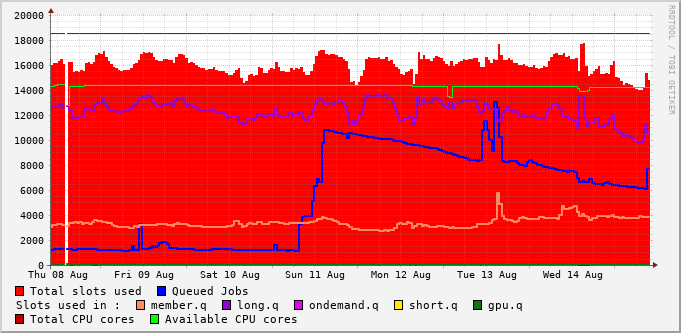 20000
18000
16000
14000
12000
10000
8000
6000
4000
2000
0
Thu 08 Aug Fri 09 Aug Sat 10 Aug Sun 11 Aug Mon 12 Aug Tue 13 Aug Wed 14 Aug
Total slots used Queued Jobs
Slots used in : member.q long.q ondemand.q short.q gpu.q
Total CPU cores Available CPU cores
RRDTOOL / TOBI OETIKER